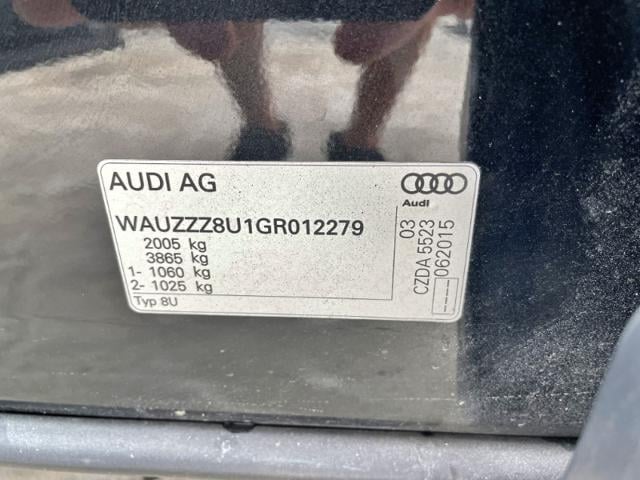 AUDI AG
Audi
WAUZZZ8U1GR012279
2005 kg
3865 kg
1- 1060 kg
2- 1025 kg
Typ 8U
03
CZDA 5523
----062015